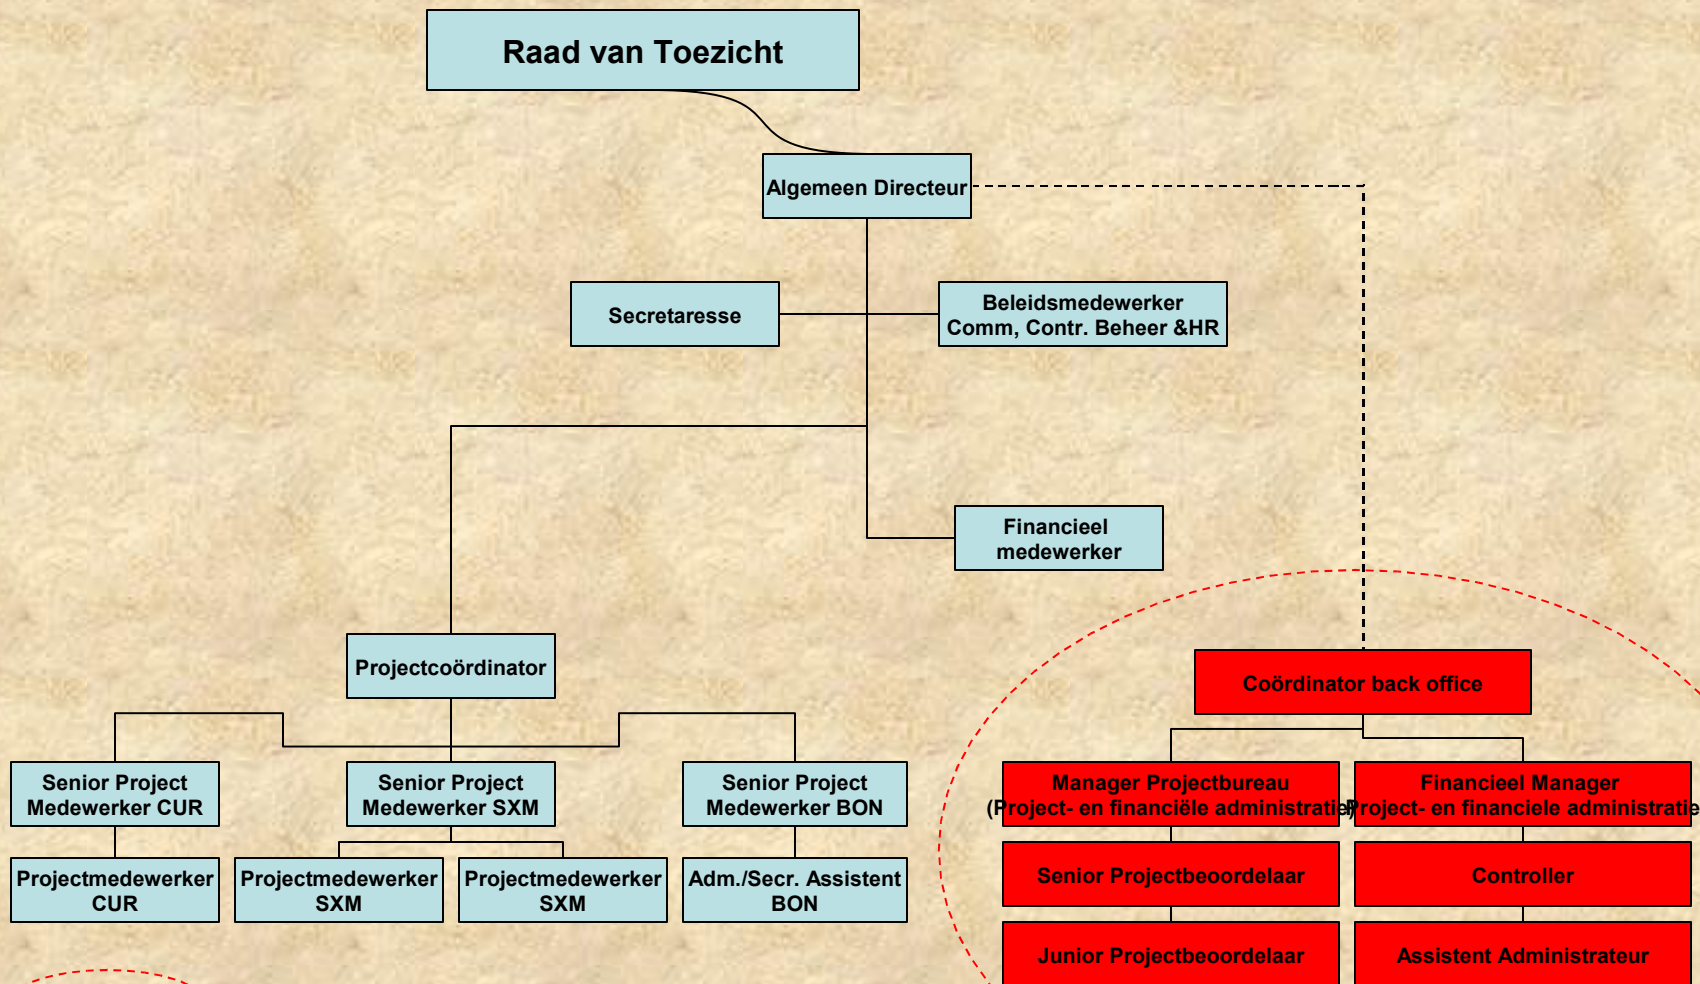 Raad van Toezicht
Algemeen Directeur
Secretaresse
Beleidsmedewerker
Comm, Contr. Beheer &HR
Financieel
medewerker
Projectcoördinator
Coördinator back office
Senior Project
Medewerker CUR
Senior Project
Medewerker SXM
Senior Project
Medewerker BON
Manager Projectbureau
(Project- en financiële administratie)
Financieel Manager
Project- en financiele administratie
Projectmedewerker
CUR
Projectmedewerker
SXM
Projectmedewerker
SXM
Adm./Secr. Assistent
BON
Senior Projectbeoordelaar
Controller
Junior Projectbeoordelaar
Assistent Administrateur